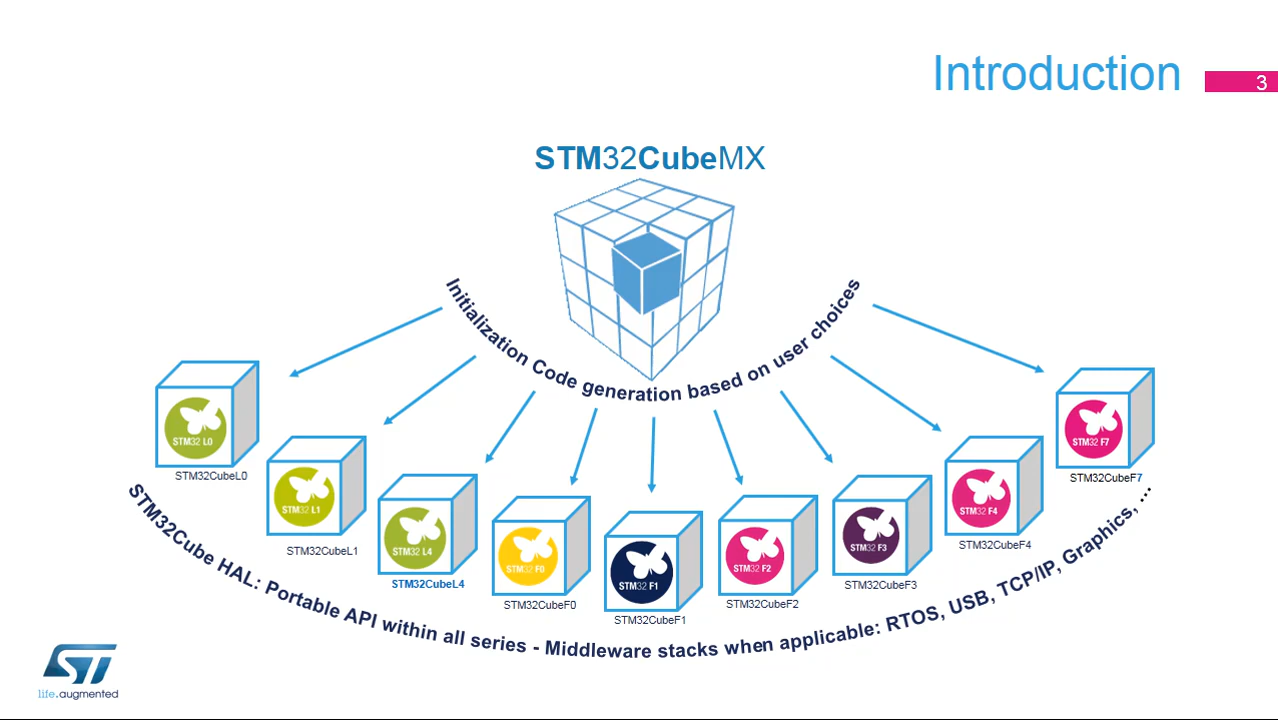 Introduction
3
STM32CubeMX
Initialization Code generation based on user choices
STM32 L0
STM32CubeL0
STM32 L1
STM32CubeL1
STM32 L4
STM32CubeL4
STM32 F0
STM32CubeF0
STM32 F1
STM32CubeF1
STM32 F2
STM32CubeF2
STM32 F3
STM32CubeF3
STM32 F4
STM32CubeF4
STM32 F7
STM32CubeF7
STM32Cube HAL: Portable API within all series - Middleware stacks when applicable: RTOS, USB, TCP/IP, Graphics, ...
ST
life.augmented